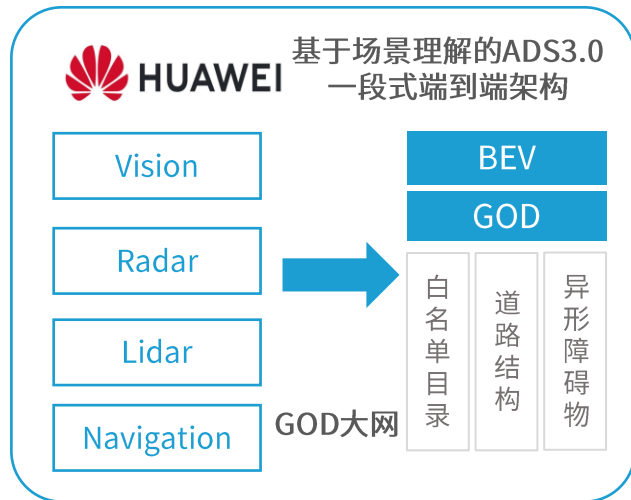 HUAWEI
基于场景理解的ADS3.0
一段式端到端架构
Vision
Radar
Lidar
Navigation
GOD大网
BEV
GOD
白名单目录
道路结构
异形障碍物